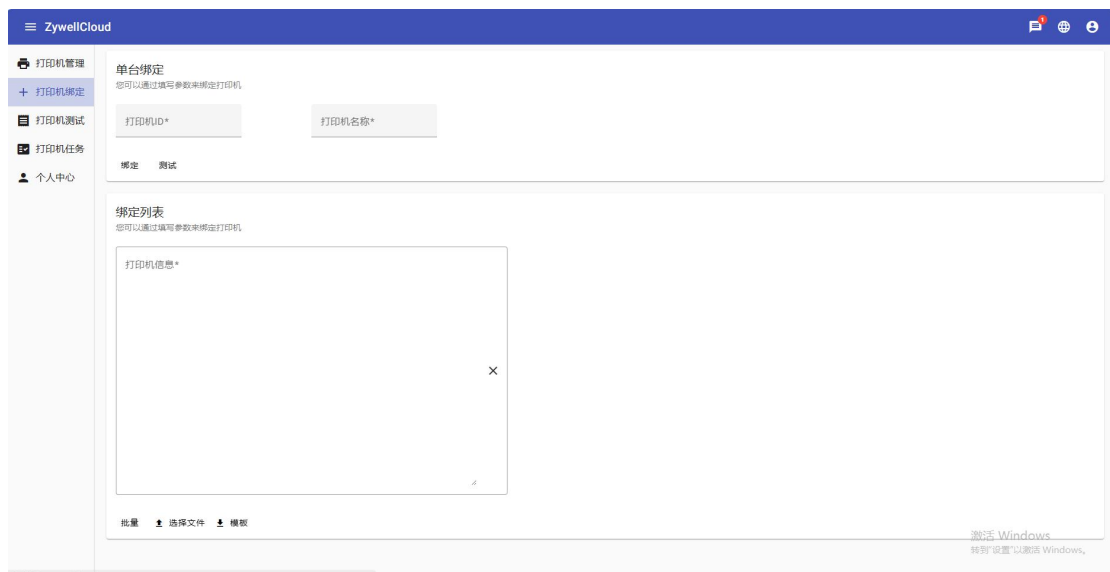 ZywellCloud
1
打印机管理
打印机绑定
打印机测试
打印机任务
个人中心
单台绑定
您可以通过填写参数来绑定打印机
打印机ID*
打印机名称*
绑定
测试
绑定列表
您可以通过填写参数来绑定打印机
打印机信息*
批量
选择文件
模板
激活 Windows
转到"设置"以激活 Windows。